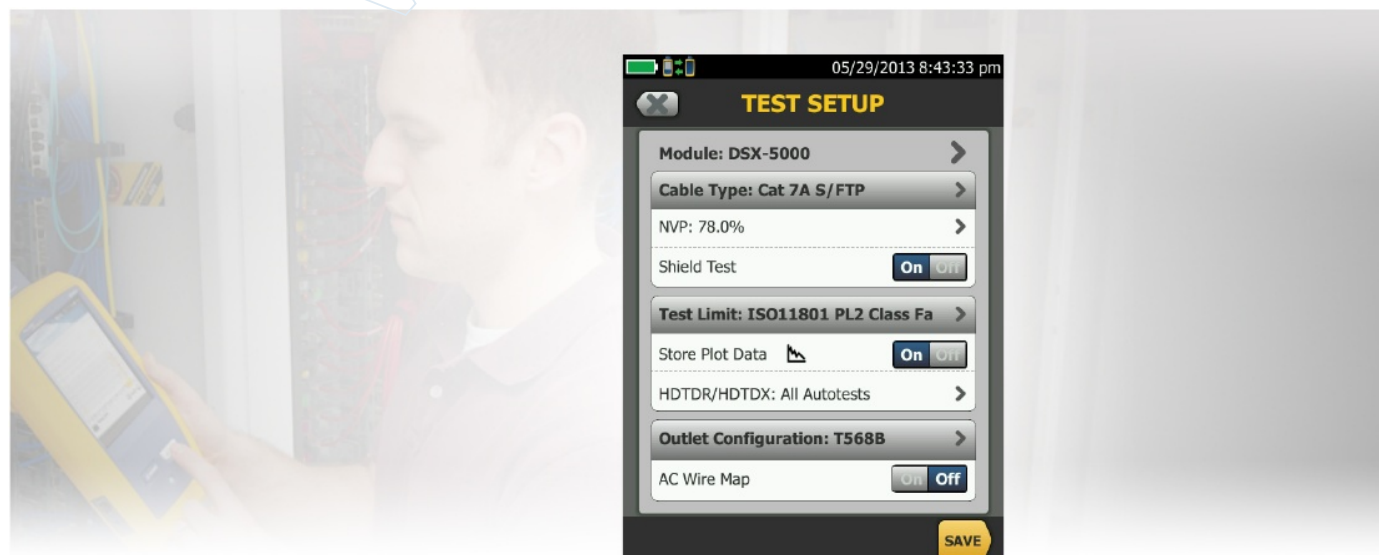 05/29/2013 8:43:33 pm
TEST SETUP
Module: DSX-5000
Cable Type: Cat 7A S/FTP
NVP: 78.0%
Shield Test On Off
Test Limit: ISO11801 PL2 Class Fa
Store Plot Data On Off
HDTDR/HDTDX: All Autotests
Outlet Configuration: T568B
AC Wire Map On Off
SAVE